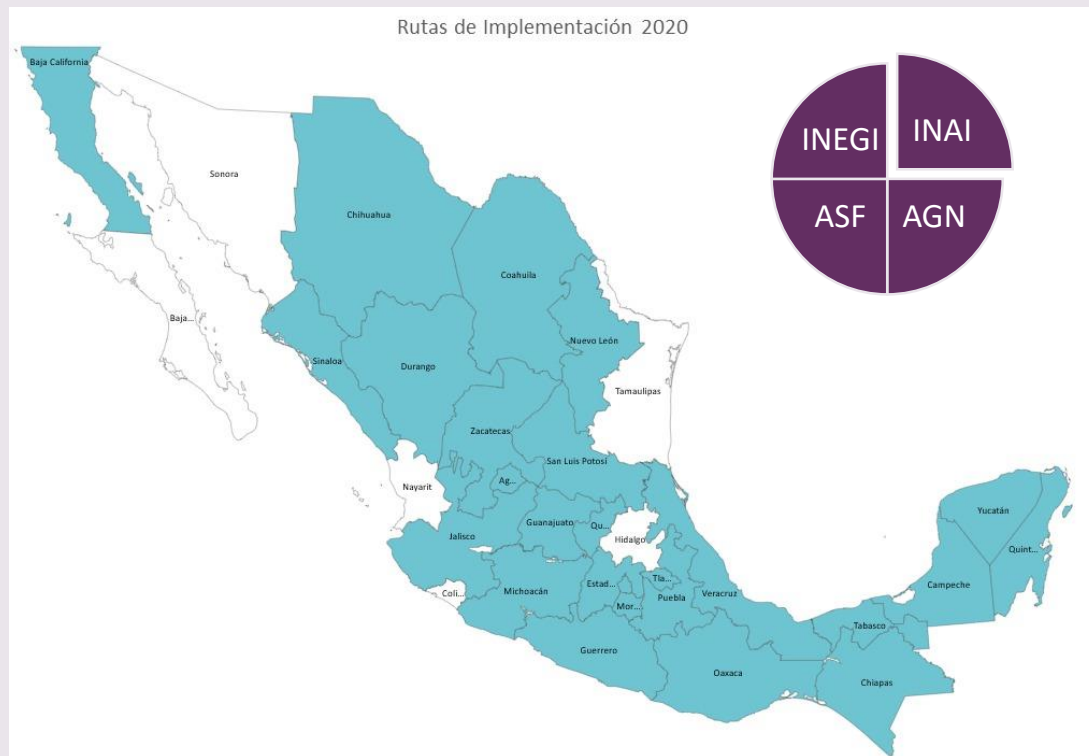 Rutas de Implementación 2020
Baja California
INEGI
INAI
Sonora
ASF
AGN
Chihuahua
Coahuila
Baja...
Nuevo León
Sinaloa
Durango
Tamaulipas
Zacatecas
San Luis Potosí
Nayarit
Ag...
Guanajuato
Qu...
Hidalgo
Jalisco
Yucatán
Quint...
Coli...
Michoacán
Estad...
Tla...
Mor...
Puebla
Veracruz
Campeche
Tabasco
Guerrero
Oaxaca
Chiapas